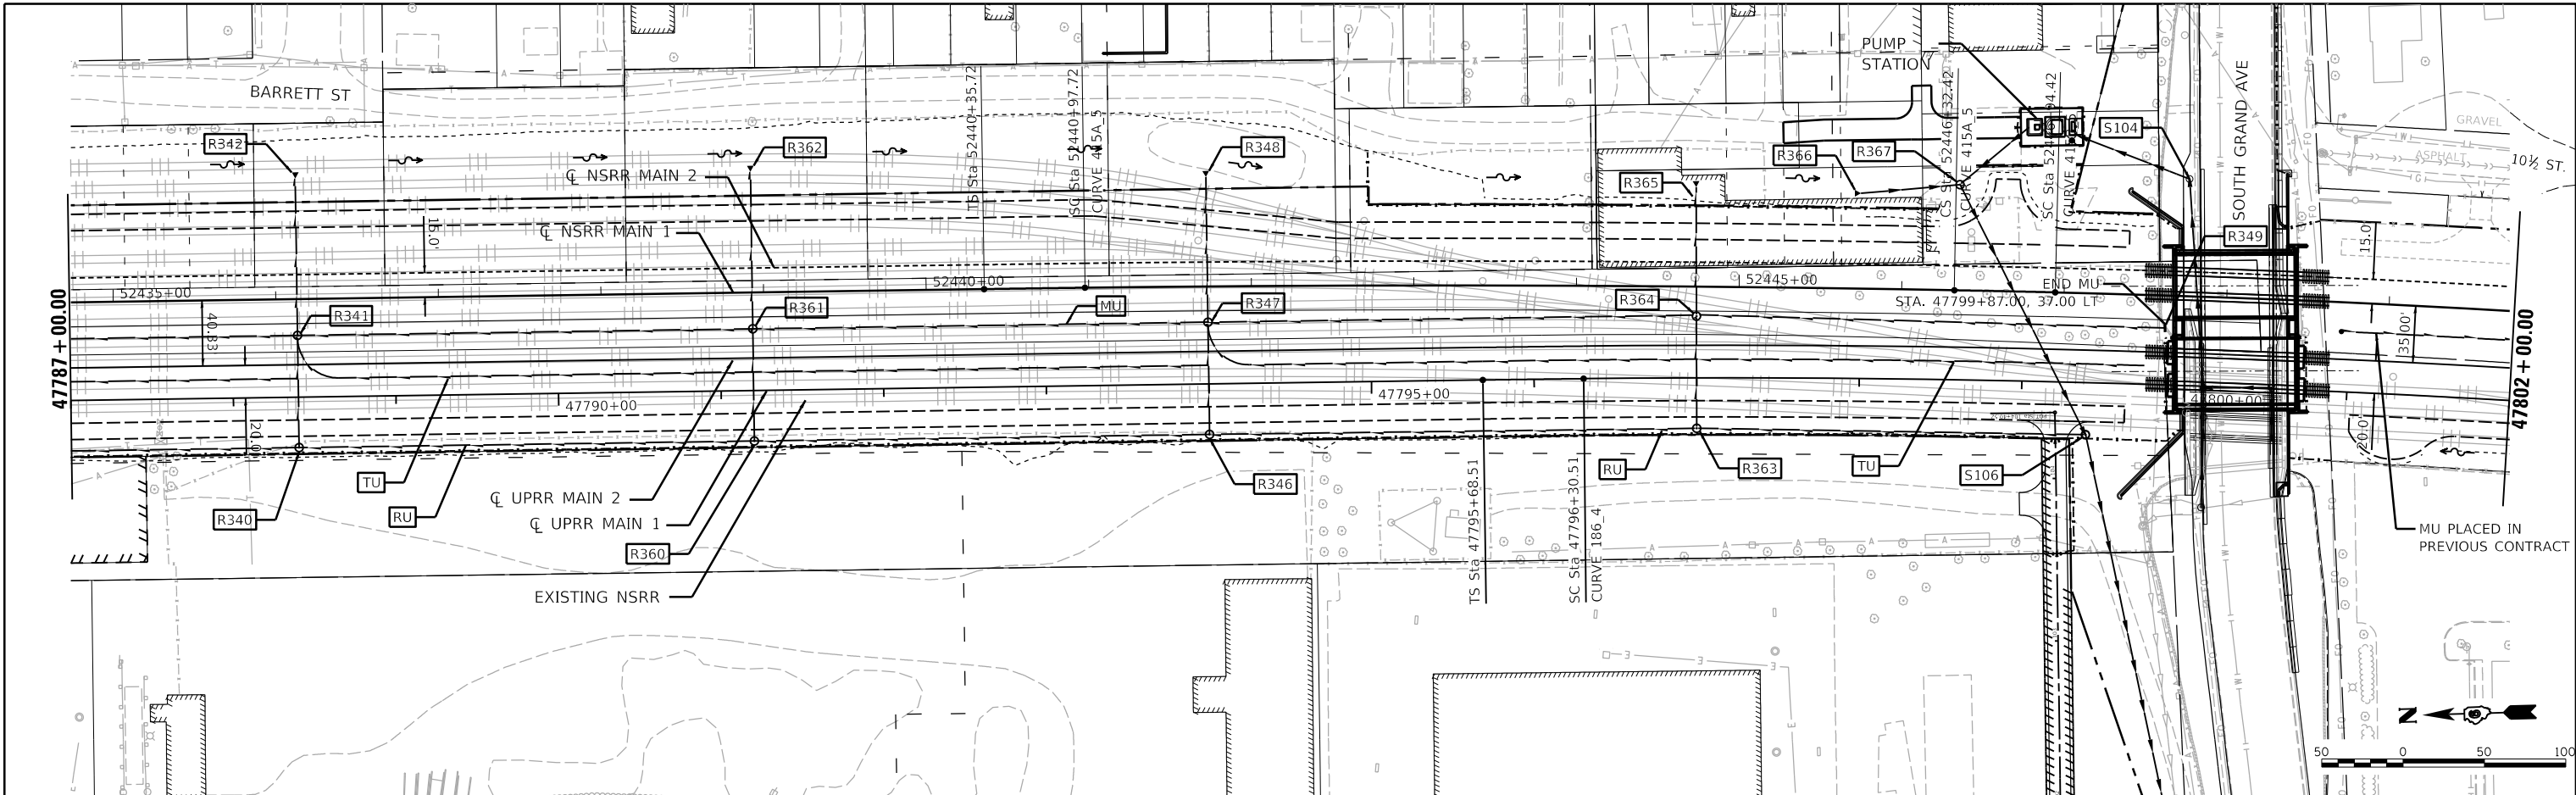 PUMP
STATION
BARRETT ST
R342
R362
R348
TS Sta 52440+35.72
SC Sta 52440+97.72
CURVE 415A_5
CS Sta 52446+32.42
CURVE 415A_5
S104
SOUTH GRAND AVE
GRAVEL
ASPHALT
10½ ST.
R366
R367
R365
℄ NSRR MAIN 2
℄ NSRR MAIN 1
15.0'
R349
15.0'
52435+00
52440+00
52445+00
END MU
STA. 47799+87.00, 37.00 LT
R341
R361
MU
R347
R364
40.83
35.00'
47787+00.00
47802+00.00
47790+00
47795+00
47800+00
20.0'
20.0'
TU
R346
RU
R363
TU
S106
R340
RU
℄ UPRR MAIN 2
℄ UPRR MAIN 1
R360
EXISTING NSRR
TS Sta 47795+68.51
SC Sta 47796+30.51
CURVE 186_4
MU PLACED IN
PREVIOUS CONTRACT
N
50 0 50 100